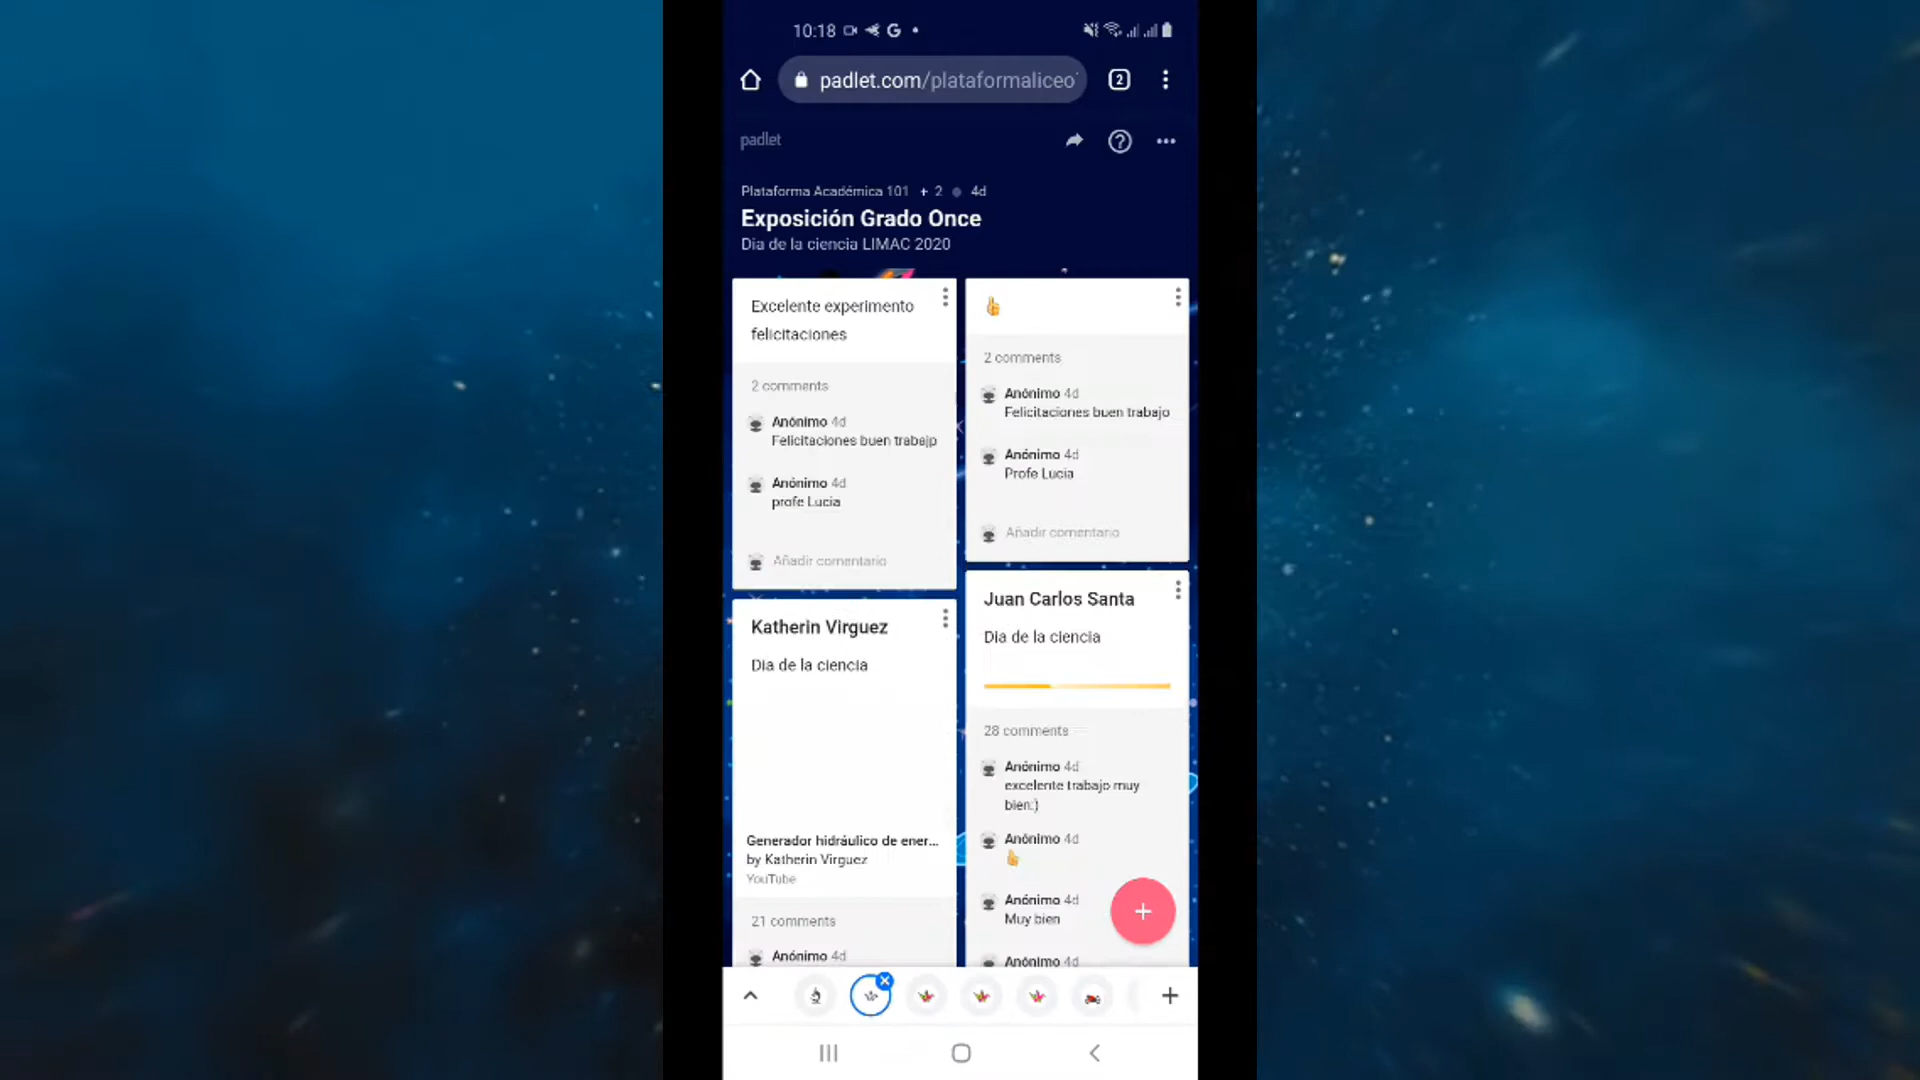 10:18
padlet.com/plataformaliceo
2
padlet
Plataforma Académica 101 + 2 4d
Exposición Grado Once
Dia de la ciencia LIMAC 2020
Excelente experimento
felicitaciones
2 comments
Anónimo 4d
Felicitaciones buen trabajp
Anónimo 4d
profe Lucia
Añadir comentario
Katherin Virguez
Dia de la ciencia
Generador hidráulico de ener...
by Katherin Virguez
YouTube
21 comments
Anónimo 4d
2 comments
Anónimo 4d
Felicitaciones buen trabajo
Anónimo 4d
Profe Lucia
Añadir comentario
Juan Carlos Santa
Dia de la ciencia
28 comments
Anónimo 4d
excelente trabajo muy
bien:)
Anónimo 4d
Anónimo 4d
Muy bien
Anónimo 4d